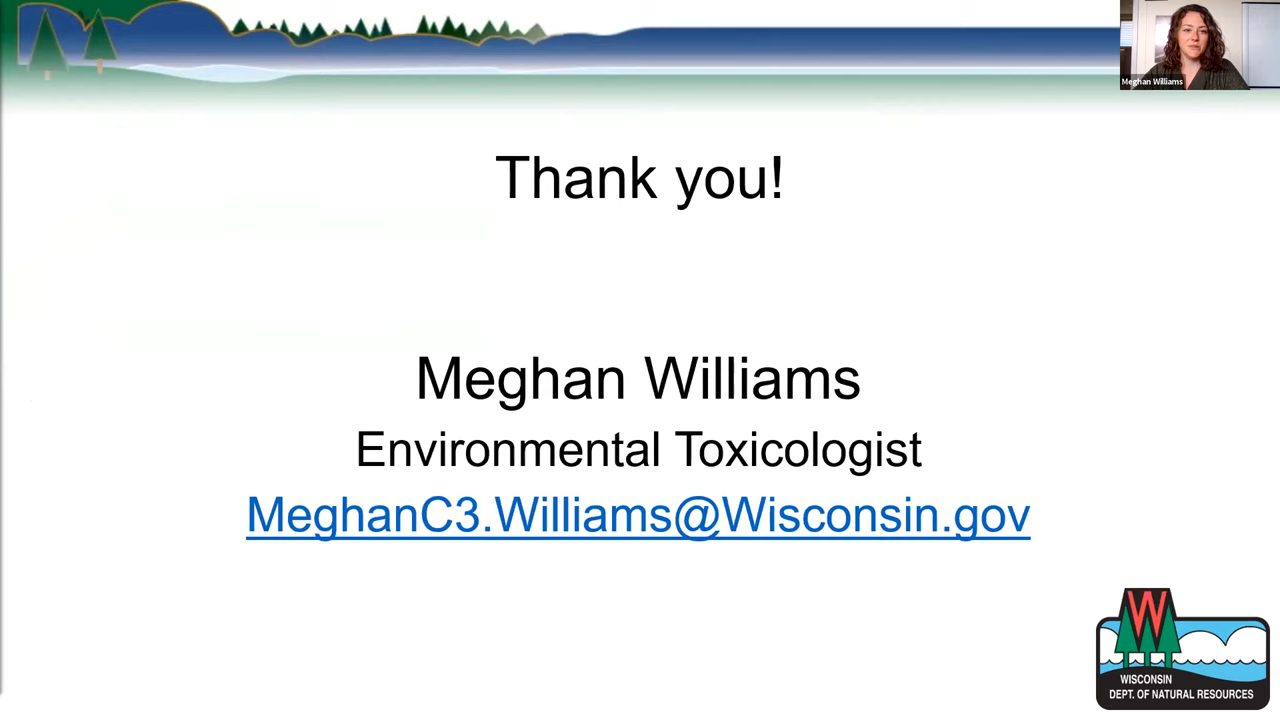 Meghan Williams
Thank you!
Meghan Williams
Environmental Toxicologist
MeghanC3.Williams@Wisconsin.gov
W
WISCONSIN
DEPT. OF NATURAL RESOURCES